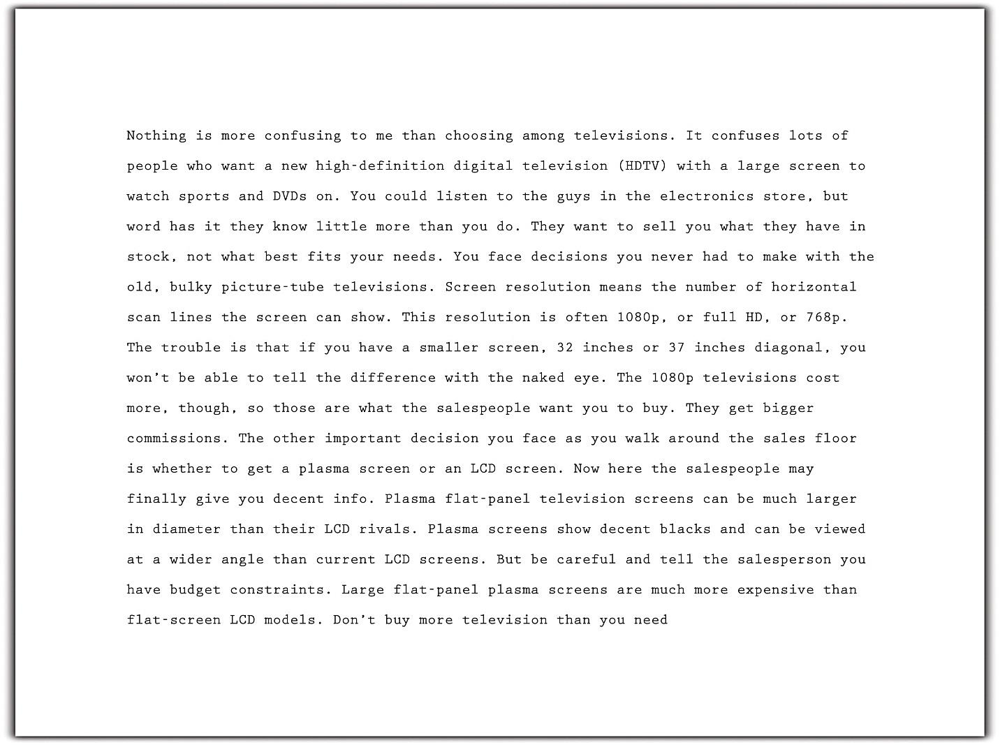 Nothing is more confusing to me than choosing among televisions. It confuses lots of
people who want a new high-definition digital television (HDTV) with a large screen to
watch sports and DVDs on. You could listen to the guys in the electronics store, but
word has it they know little more than you do. They want to sell you what they have in
stock, not what best fits your needs. You face decisions you never had to make with the
old, bulky picture-tube televisions. Screen resolution means the number of horizontal
scan lines the screen can show. This resolution is often 1080p, or full HD, or 768p.
The trouble is that if you have a smaller screen, 32 inches or 37 inches diagonal, you
won’t be able to tell the difference with the naked eye. The 1080p televisions cost
more, though, so those are what the salespeople want you to buy. They get bigger
commissions. The other important decision you face as you walk around the sales floor
is whether to get a plasma screen or an LCD screen. Now here the salespeople may
finally give you decent info. Plasma flat-panel television screens can be much larger
in diameter than their LCD rivals. Plasma screens show decent blacks and can be viewed
at a wider angle than current LCD screens. But be careful and tell the salesperson you
have budget constraints. Large flat-panel plasma screens are much more expensive than
flat-screen LCD models. Don’t buy more television than you need